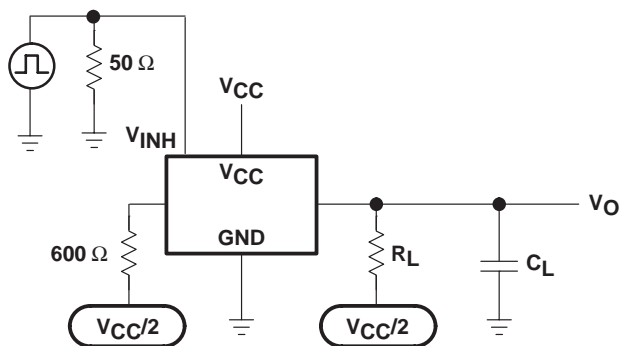 50 Ω
VCC
VINH
VCC
VO
GND
600 Ω
RL
CL
VCC/2
VCC/2